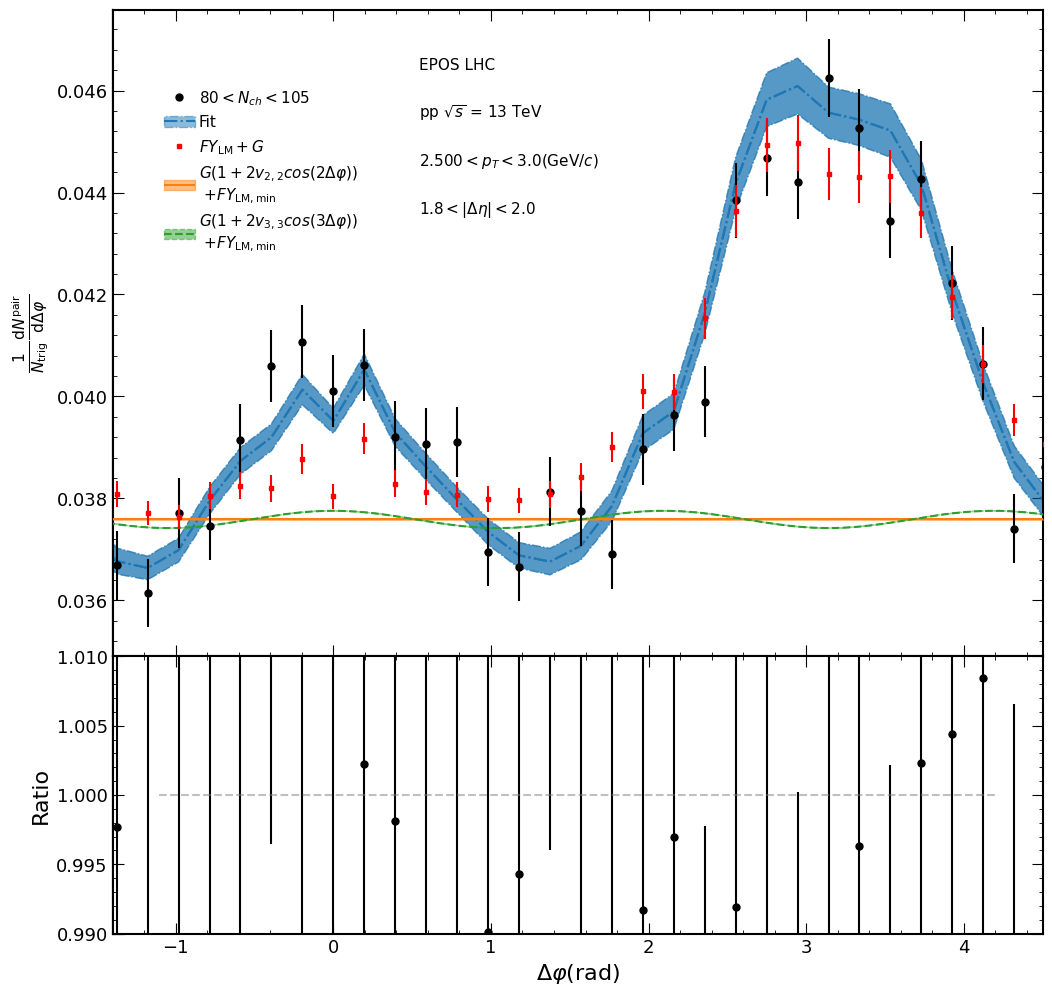 EPOS LHC
pp √s = 13 TeV
2.500 < p_T < 3.0(GeV/c)
1.8 < |Δη| < 2.0
80 < N_ch < 105
Fit
FY_LM + G
G(1 + 2v_2,2cos(2Δφ))
+FY_LM,min
G(1 + 2v_3,3cos(3Δφ))
+FY_LM,min
1/N_trig dN^pair/dΔφ
0.046
0.044
0.042
0.040
0.038
0.036
Ratio
1.010
1.005
1.000
0.995
0.990
−1 0 1 2 3 4
Δφ(rad)